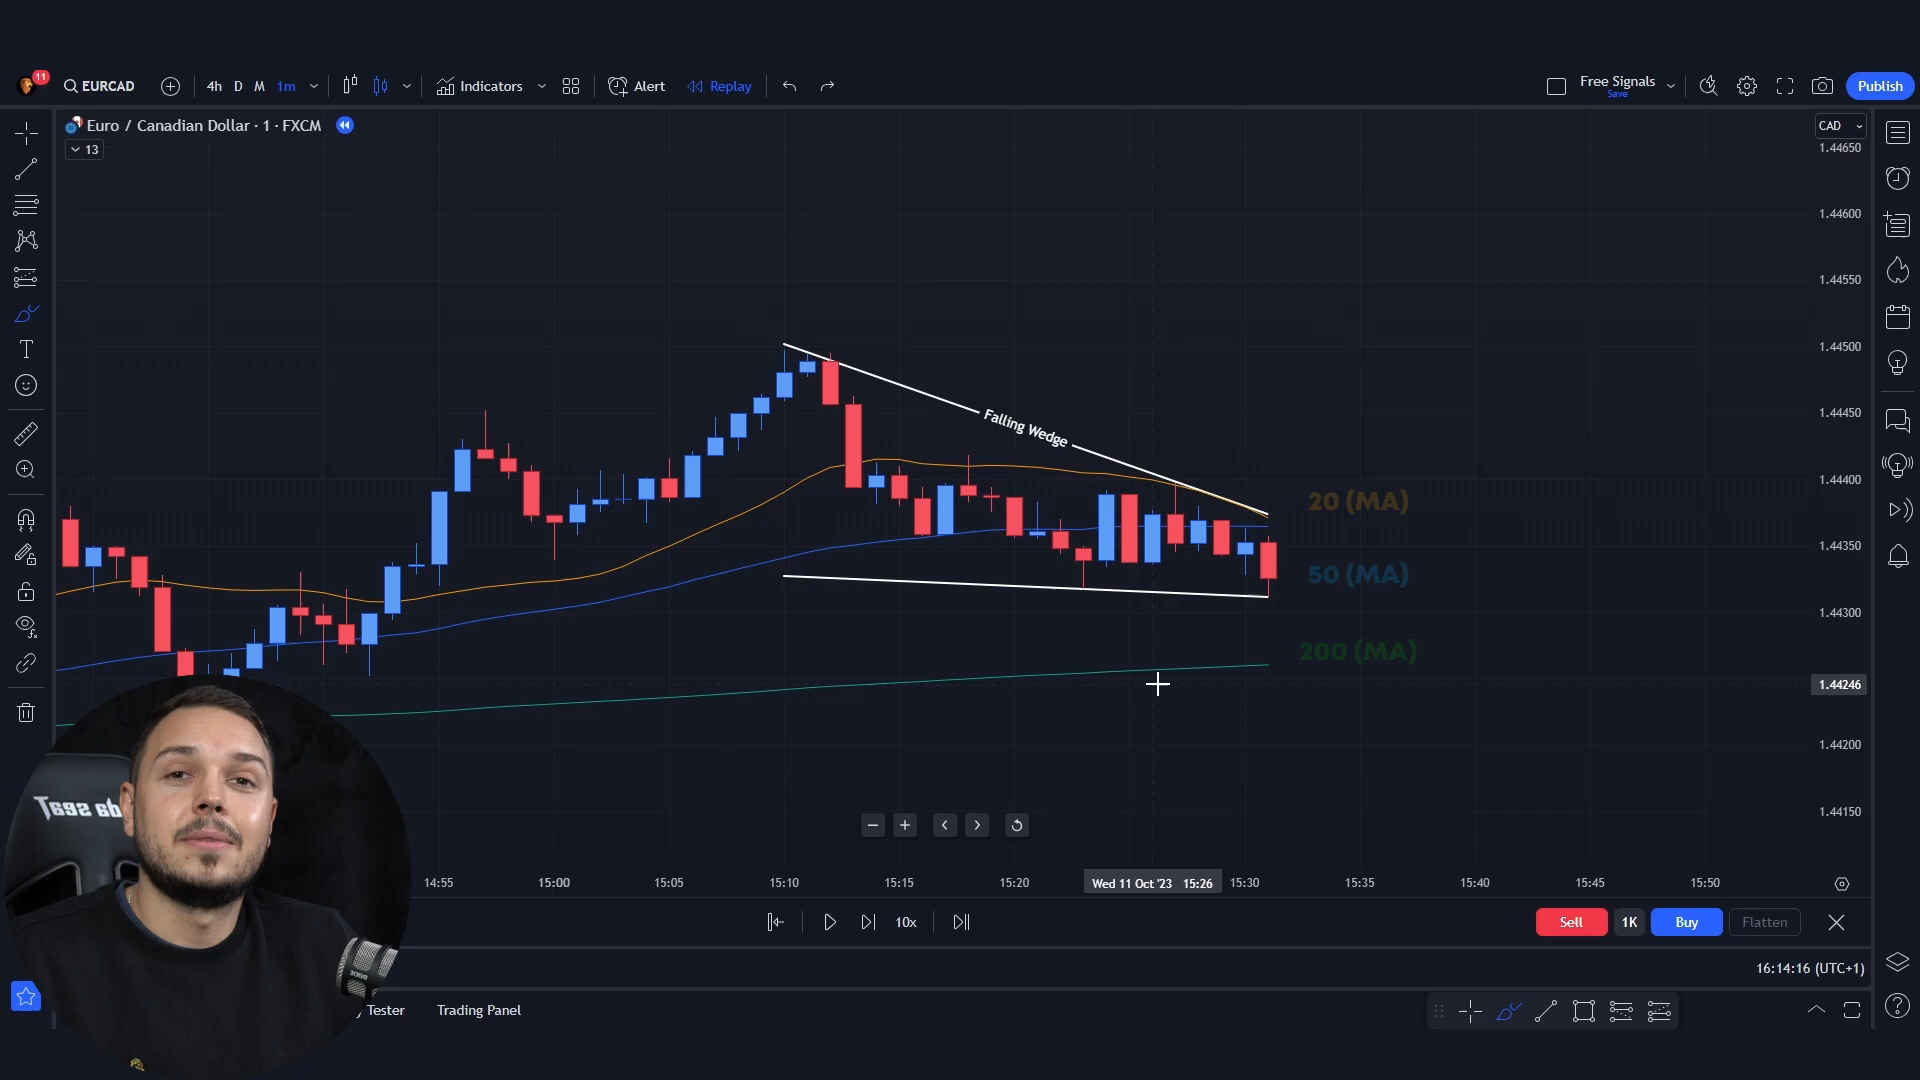 11
EURCAD
4h D M 1m
Indicators
Alert
Replay
Free Signals
Save
Publish
Euro / Canadian Dollar · 1 · FXCM
13
CAD
1.44650
1.44600
1.44550
1.44500
1.44450
1.44400
1.44350
1.44300
1.44246
1.44200
1.44150
Falling Wedge
20 (MA)
50 (MA)
200 (MA)
14:55
15:00
15:05
15:10
15:15
15:20
Wed 11 Oct '23 15:26
15:30
15:35
15:40
15:45
15:50
10x
Sell
1K
Buy
Flatten
16:14:16 (UTC+1)
Tester
Trading Panel
RODE